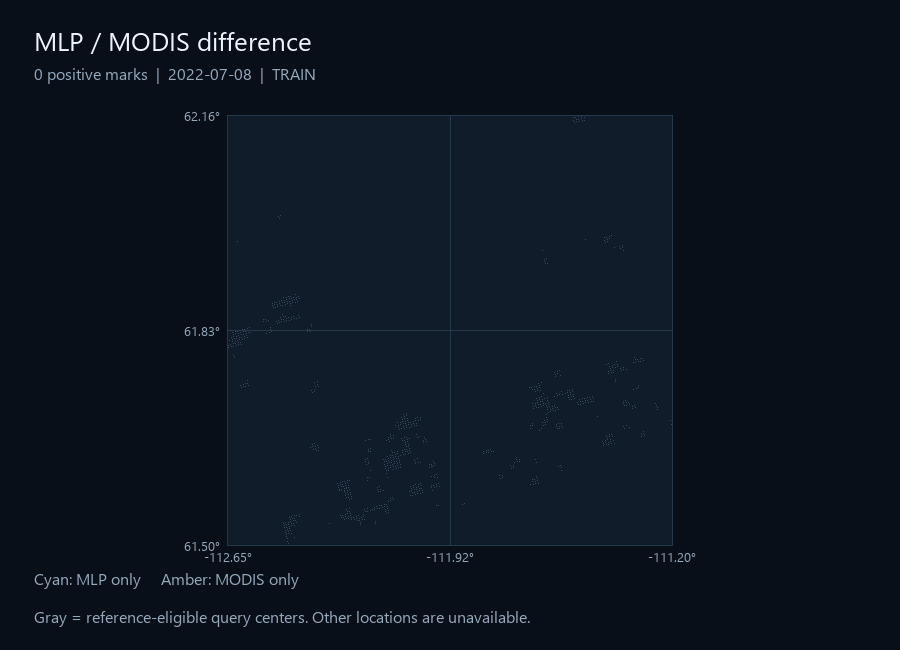 MLP / MODIS difference
0 positive marks | 2022-07-08 | TRAIN
62.16°
61.83°
61.50°
-112.65°
-111.92°
-111.20°
Cyan: MLP only
Amber: MODIS only
Gray = reference-eligible query centers. Other locations are unavailable.